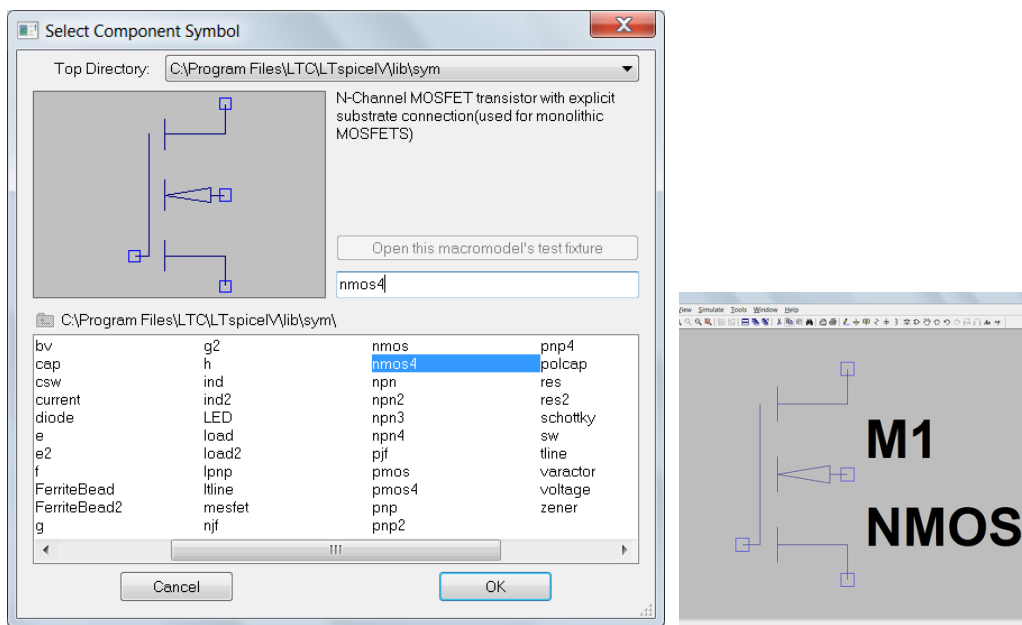 Select Component Symbol
Top Directory: C:\Program Files\LTC\LTspiceIV\lib\sym
N-Channel MOSFET transistor with explicit
substrate connection(used for monolithic
MOSFETS)
Open this macromodel's test fixture
nmos4
C:\Program Files\LTC\LTspiceIV\lib\sym\
bv g2 nmos pnp4
cap h nmos4 polcap
csw ind npn res
current ind2 npn2 res2
diode LED npn3 schottky
e load npn4 sw
e2 load2 pjf tline
f lpnp pmos varactor
FerriteBead ltline pmos4 voltage
FerriteBead2 mesfet pnp zener
g njf pnp2
Cancel OK
View Simulate Tools Window Help
M1
NMOS